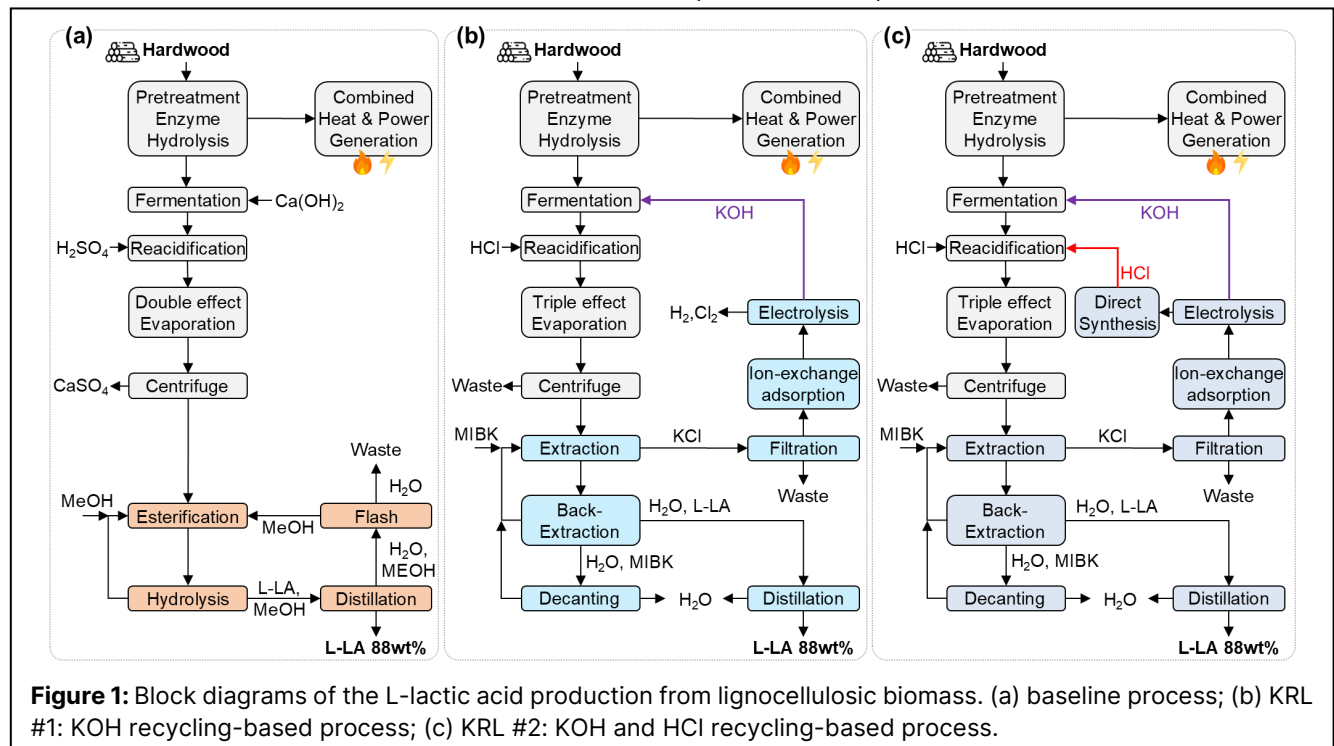 (a)
Hardwood
Pretreatment
Enzyme
Hydrolysis
Combined
Heat & Power
Generation
Fermentation
Ca(OH)₂
H₂SO₄
Reacidification
Double effect
Evaporation
CaSO₄
Centrifuge
Waste
H₂O
MeOH
Esterification
MeOH
Flash
H₂O,
MEOH
Hydrolysis
L-LA,
MeOH
Distillation
L-LA 88wt%
(b)
Hardwood
Pretreatment
Enzyme
Hydrolysis
Combined
Heat & Power
Generation
Fermentation
KOH
HCl
Reacidification
Triple effect
Evaporation
H₂,Cl₂
Electrolysis
Waste
Centrifuge
Ion-exchange
adsorption
MIBK
Extraction
KCl
Filtration
Waste
Back-
Extraction
H₂O, L-LA
H₂O, MIBK
Decanting
H₂O
Distillation
L-LA 88wt%
(c)
Hardwood
Pretreatment
Enzyme
Hydrolysis
Combined
Heat & Power
Generation
Fermentation
KOH
HCl
Reacidification
HCl
Triple effect
Evaporation
Direct
Synthesis
Electrolysis
Waste
Centrifuge
Ion-exchange
adsorption
MIBK
Extraction
KCl
Filtration
Waste
Back-
Extraction
H₂O, L-LA
H₂O, MIBK
Decanting
H₂O
Distillation
L-LA 88wt%
Figure 1: Block diagrams of the L-lactic acid production from lignocellulosic biomass. (a) baseline process; (b) KRL
#1: KOH recycling-based process; (c) KRL #2: KOH and HCl recycling-based process.